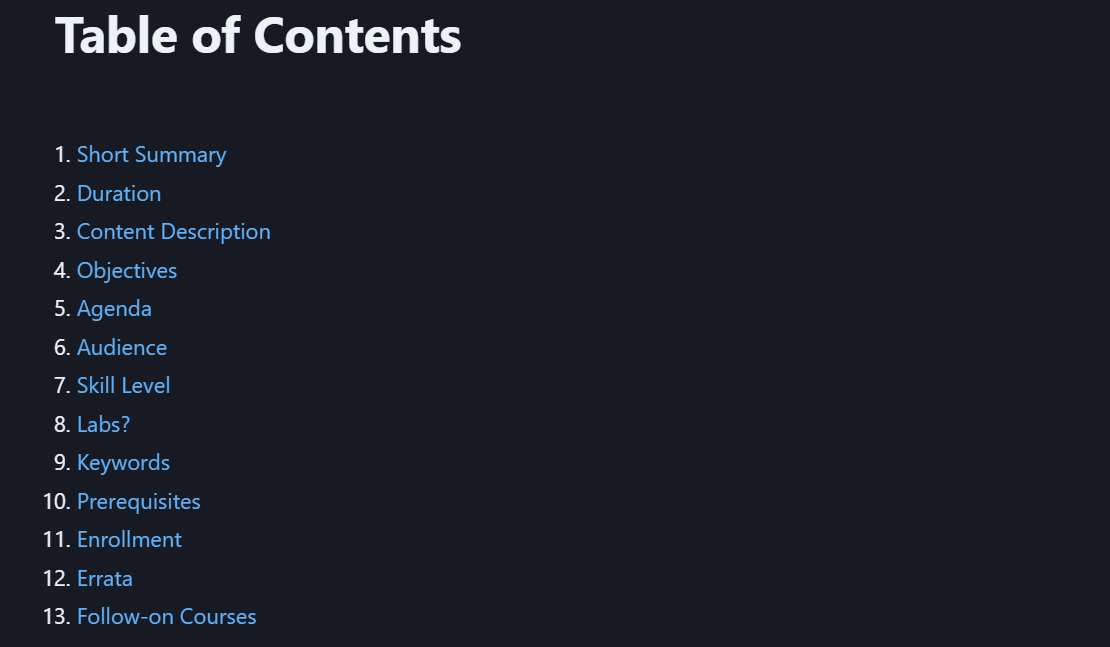 Table of Contents
1. Short Summary
2. Duration
3. Content Description
4. Objectives
5. Agenda
6. Audience
7. Skill Level
8. Labs?
9. Keywords
10. Prerequisites
11. Enrollment
12. Errata
13. Follow-on Courses